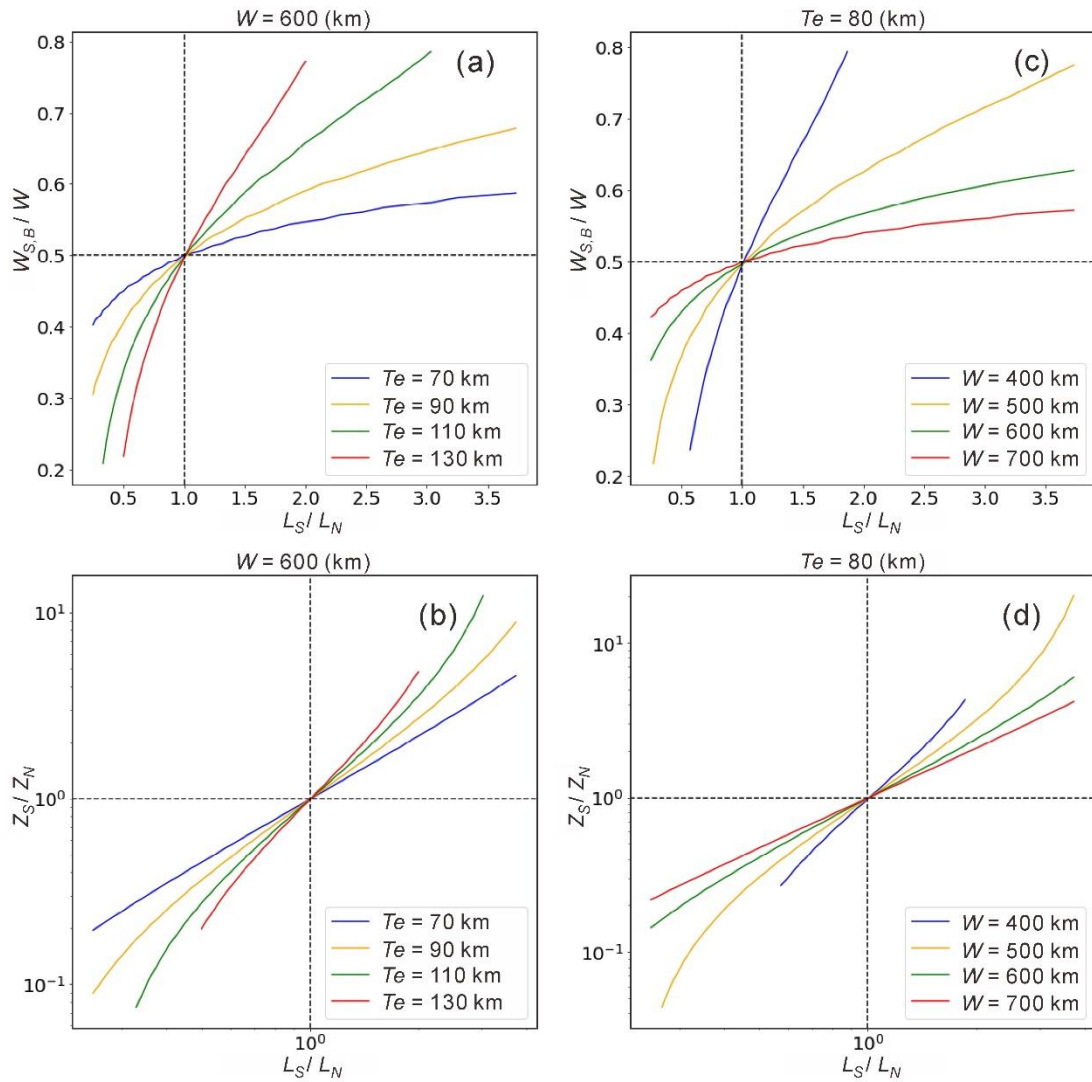 W = 600 (km)
(a)
W_{S,B} / W
0.8
0.7
0.6
0.5
0.4
0.3
0.2
Te = 70 km
Te = 90 km
Te = 110 km
Te = 130 km
0.5 1.0 1.5 2.0 2.5 3.0 3.5
L_S / L_N
Te = 80 (km)
(c)
W_{S,B} / W
0.8
0.7
0.6
0.5
0.4
0.3
0.2
W = 400 km
W = 500 km
W = 600 km
W = 700 km
0.5 1.0 1.5 2.0 2.5 3.0 3.5
L_S / L_N
W = 600 (km)
(b)
Z_S / Z_N
10^1
10^0
10^{-1}
Te = 70 km
Te = 90 km
Te = 110 km
Te = 130 km
10^0
L_S / L_N
Te = 80 (km)
(d)
Z_S / Z_N
10^1
10^0
10^{-1}
W = 400 km
W = 500 km
W = 600 km
W = 700 km
10^0
L_S / L_N